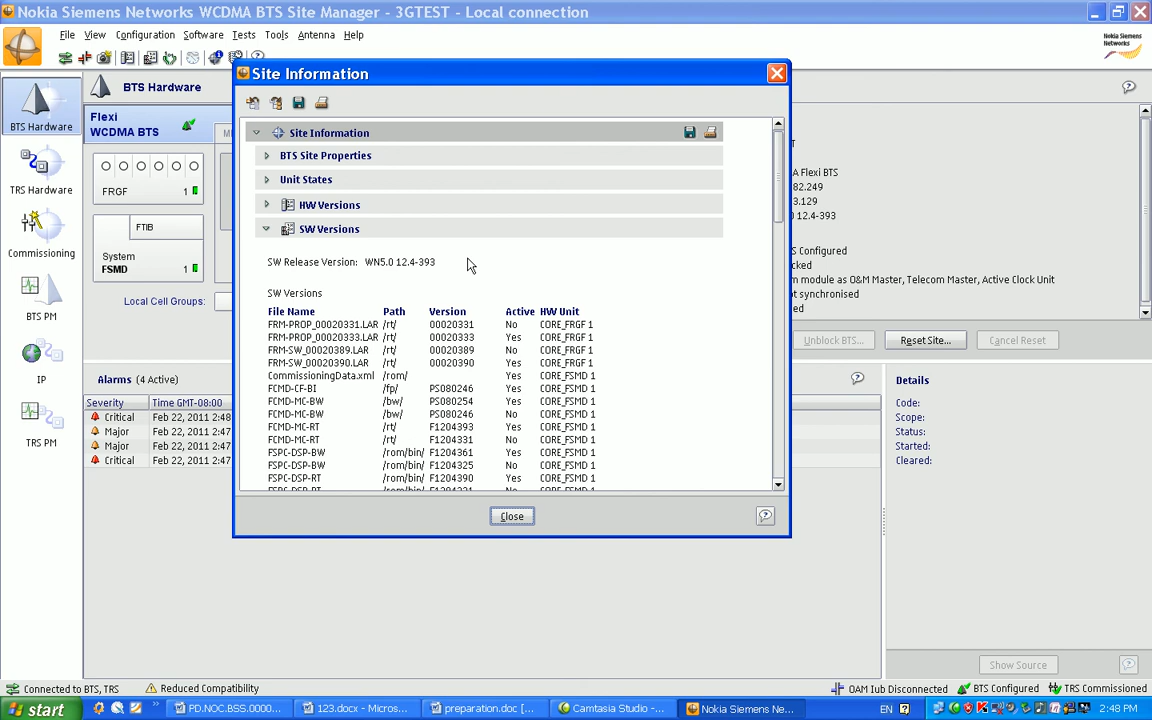 Nokia Siemens Networks WCDMA BTS Site Manager - 3GTEST - Local connection
File View Configuration Software Tests Tools Antenna Help
Nokia Siemens
Networks
BTS Hardware
TRS Hardware
Commissioning
BTS PM
IP
TRS PM
BTS Hardware
Flexi
WCDMA BTS
FRGF 1
FTIB
System
FSMD 1
Local Cell Groups:
Site Information
Site Information
BTS Site Properties
Unit States
HW Versions
SW Versions
SW Release Version: WN5.0 12.4-393
SW Versions
File Name Path Version Active HW Unit
FRM-PROP_00020331.LAR /rt/ 00020331 No CORE_FRGF 1
FRM-PROP_00020333.LAR /rt/ 00020333 Yes CORE_FRGF 1
FRM-SW_00020389.LAR /rt/ 00020389 No CORE_FRGF 1
FRM-SW_00020390.LAR /rt/ 00020390 Yes CORE_FRGF 1
CommissioningData.xml /rom/ Yes CORE_FSMD 1
FCMD-CF-BI /fp/ PS080246 Yes CORE_FSMD 1
FCMD-MC-BW /bw/ PS080254 Yes CORE_FSMD 1
FCMD-MC-BW /bw/ PS080246 No CORE_FSMD 1
FCMD-MC-RT /rt/ F1204393 Yes CORE_FSMD 1
FCMD-MC-RT /rt/ F1204331 No CORE_FSMD 1
FSPC-DSP-BW /rom/bin/ F1204361 Yes CORE_FSMD 1
FSPC-DSP-BW /rom/bin/ F1204325 No CORE_FSMD 1
FSPC-DSP-RT /rom/bin/ F1204390 Yes CORE_FSMD 1
Close
A Flexi BTS
82.249
3.129
12.4-393
S Configured
cked
m module as O&M Master, Telecom Master, Active Clock Unit
t synchronised
ed
Unblock BTS... Reset Site... Cancel Reset
Alarms (4 Active)
Severity Time GMT-08:00
Critical Feb 22, 2011 2:48
Major Feb 22, 2011 2:47
Major Feb 22, 2011 2:47
Critical Feb 22, 2011 2:47
Details
Code:
Scope:
Status:
Started:
Cleared:
Show Source
Connected to BTS, TRS Reduced Compatibility OAM Iub Disconnected BTS Configured TRS Commissioned
start PD.NOC.BSS.0000... 123.docx - Micros... preparation.doc [... Camtasia Studio -... Nokia Siemens Ne... EN 2:48 PM